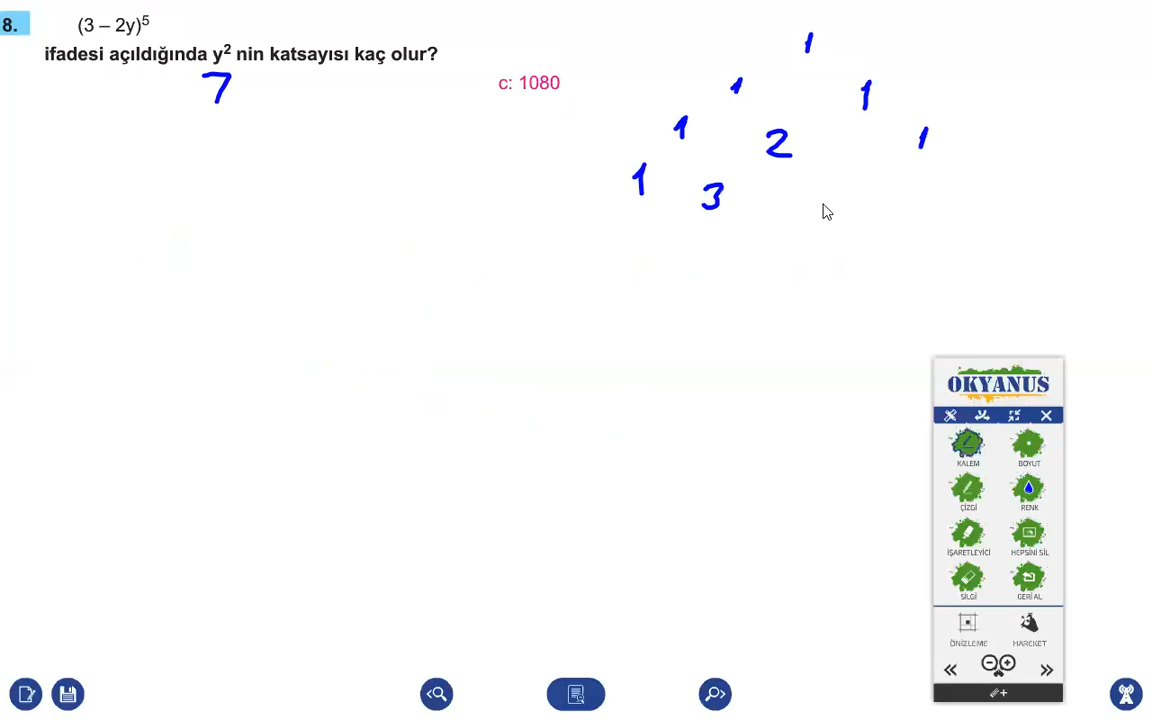 8. (3 – 2y)⁵
ifadesi açıldığında y² nin katsayısı kaç olur?
7
c: 1080
1
1 1
1 2 1
1 3
OKYANUS
KALEM BOYUT
ÇİZGİ RENK
İŞARETLEYİCİ HEPSİNİ SİL
SİLGİ GERİ AL
ÖNİZLEME HAREKET